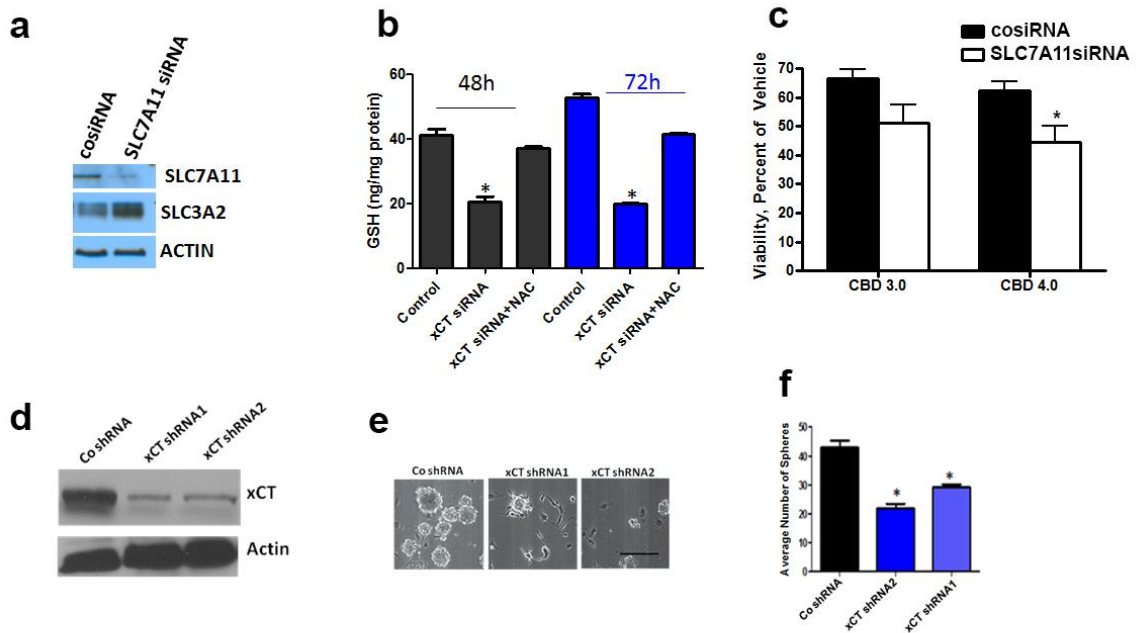 a
cosiRNA
SLC7A11 siRNA
SLC7A11
SLC3A2
ACTIN
b
GSH (ng/mg protein)
60
40
20
0
48h
72h
*
*
Control
xCT siRNA
xCT siRNA+NAC
Control
xCT siRNA
xCT siRNA+NAC
c
cosiRNA
SLC7A11siRNA
Viability, Percent of Vehicle
70
60
50
40
30
20
10
0
*
CBD 3.0
CBD 4.0
d
Co shRNA
xCT shRNA1
xCT shRNA2
xCT
Actin
e
Co shRNA
xCT shRNA1
xCT shRNA2
f
Average Number of Spheres
50
40
30
20
10
0
*
*
Co shRNA
xCT shRNA2
xCT shRNA1